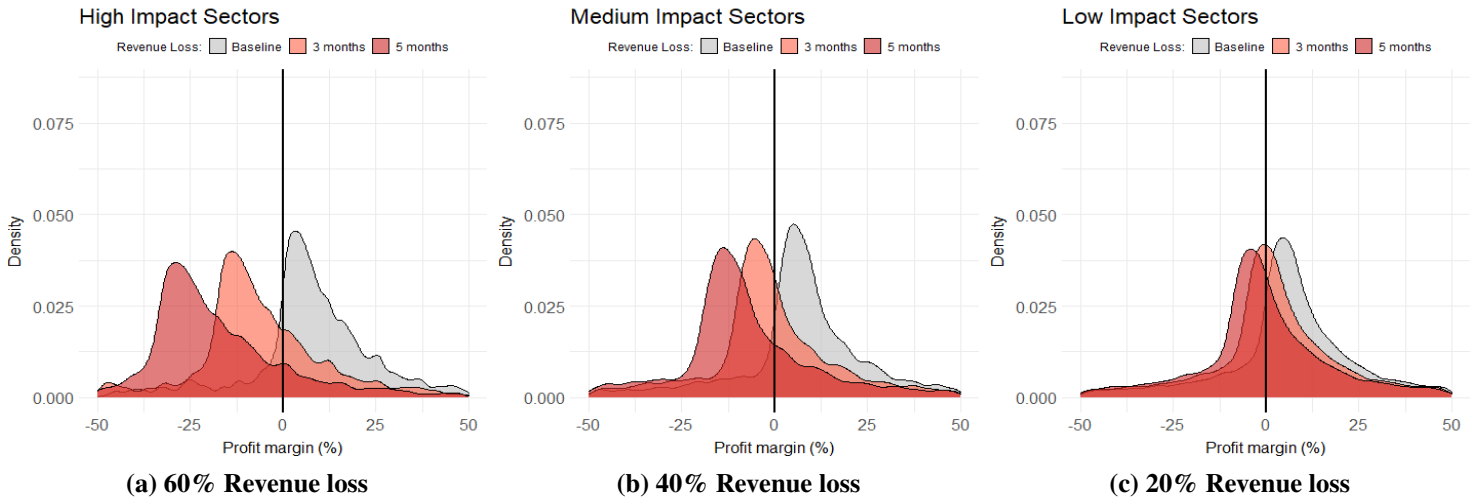 High Impact Sectors
Revenue Loss: Baseline 3 months 5 months
0.075
0.050
0.025
0.000
Density
-50 -25 0 25 50
Profit margin (%)
(a) 60% Revenue loss
Medium Impact Sectors
Revenue Loss: Baseline 3 months 5 months
0.075
0.050
0.025
0.000
Density
-50 -25 0 25 50
Profit margin (%)
(b) 40% Revenue loss
Low Impact Sectors
Revenue Loss: Baseline 3 months 5 months
0.075
0.050
0.025
0.000
Density
-50 -25 0 25 50
Profit margin (%)
(c) 20% Revenue loss